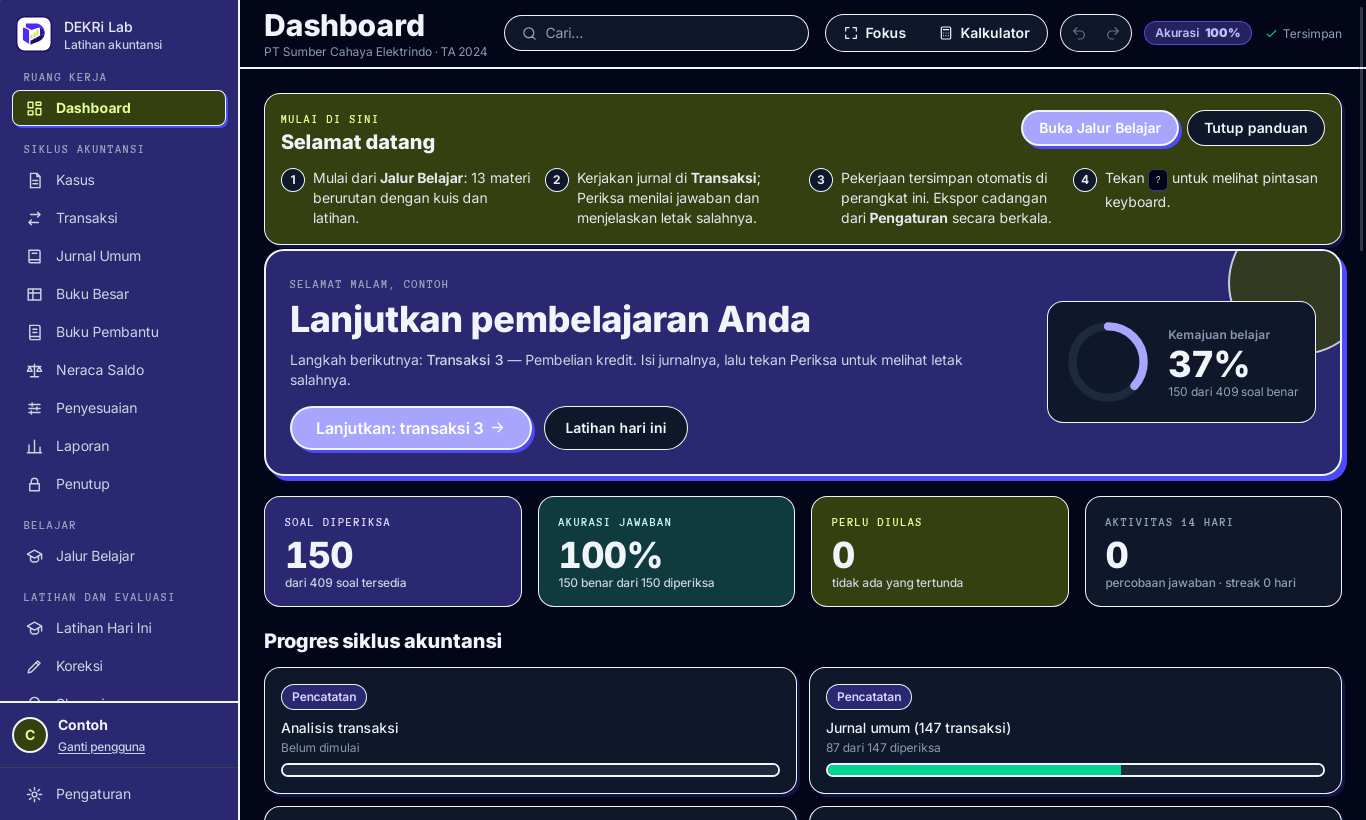 DEKRi Lab
Latihan akuntansi
RUANG KERJA
Dashboard
SIKLUS AKUNTANSI
Kasus
Transaksi
Jurnal Umum
Buku Besar
Buku Pembantu
Neraca Saldo
Penyesuaian
Laporan
Penutup
BELAJAR
Jalur Belajar
LATIHAN DAN EVALUASI
Latihan Hari Ini
Koreksi
Contoh
C
Ganti pengguna
Pengaturan
Dashboard
PT Sumber Cahaya Elektrindo · TA 2024
Cari...
Fokus
Kalkulator
Akurasi 100%
Tersimpan
MULAI DI SINI
Selamat datang
Buka Jalur Belajar
Tutup panduan
1 Mulai dari Jalur Belajar: 13 materi
berurutan dengan kuis dan
latihan.
2 Kerjakan jurnal di Transaksi;
Periksa menilai jawaban dan
menjelaskan letak salahnya.
3 Pekerjaan tersimpan otomatis di
perangkat ini. Ekspor cadangan
dari Pengaturan secara berkala.
4 Tekan ? untuk melihat pintasan
keyboard.
SELAMAT MALAM, CONTOH
Lanjutkan pembelajaran Anda
Langkah berikutnya: Transaksi 3 — Pembelian kredit. Isi jurnalnya, lalu tekan Periksa untuk melihat letak
salahnya.
Lanjutkan: transaksi 3 →
Latihan hari ini
Kemajuan belajar
37%
150 dari 409 soal benar
SOAL DIPERIKSA
150
dari 409 soal tersedia
AKURASI JAWABAN
100%
150 benar dari 150 diperiksa
PERLU DIULAS
0
tidak ada yang tertunda
AKTIVITAS 14 HARI
0
percobaan jawaban · streak 0 hari
Progres siklus akuntansi
Pencatatan
Analisis transaksi
Belum dimulai
Pencatatan
Jurnal umum (147 transaksi)
87 dari 147 diperiksa